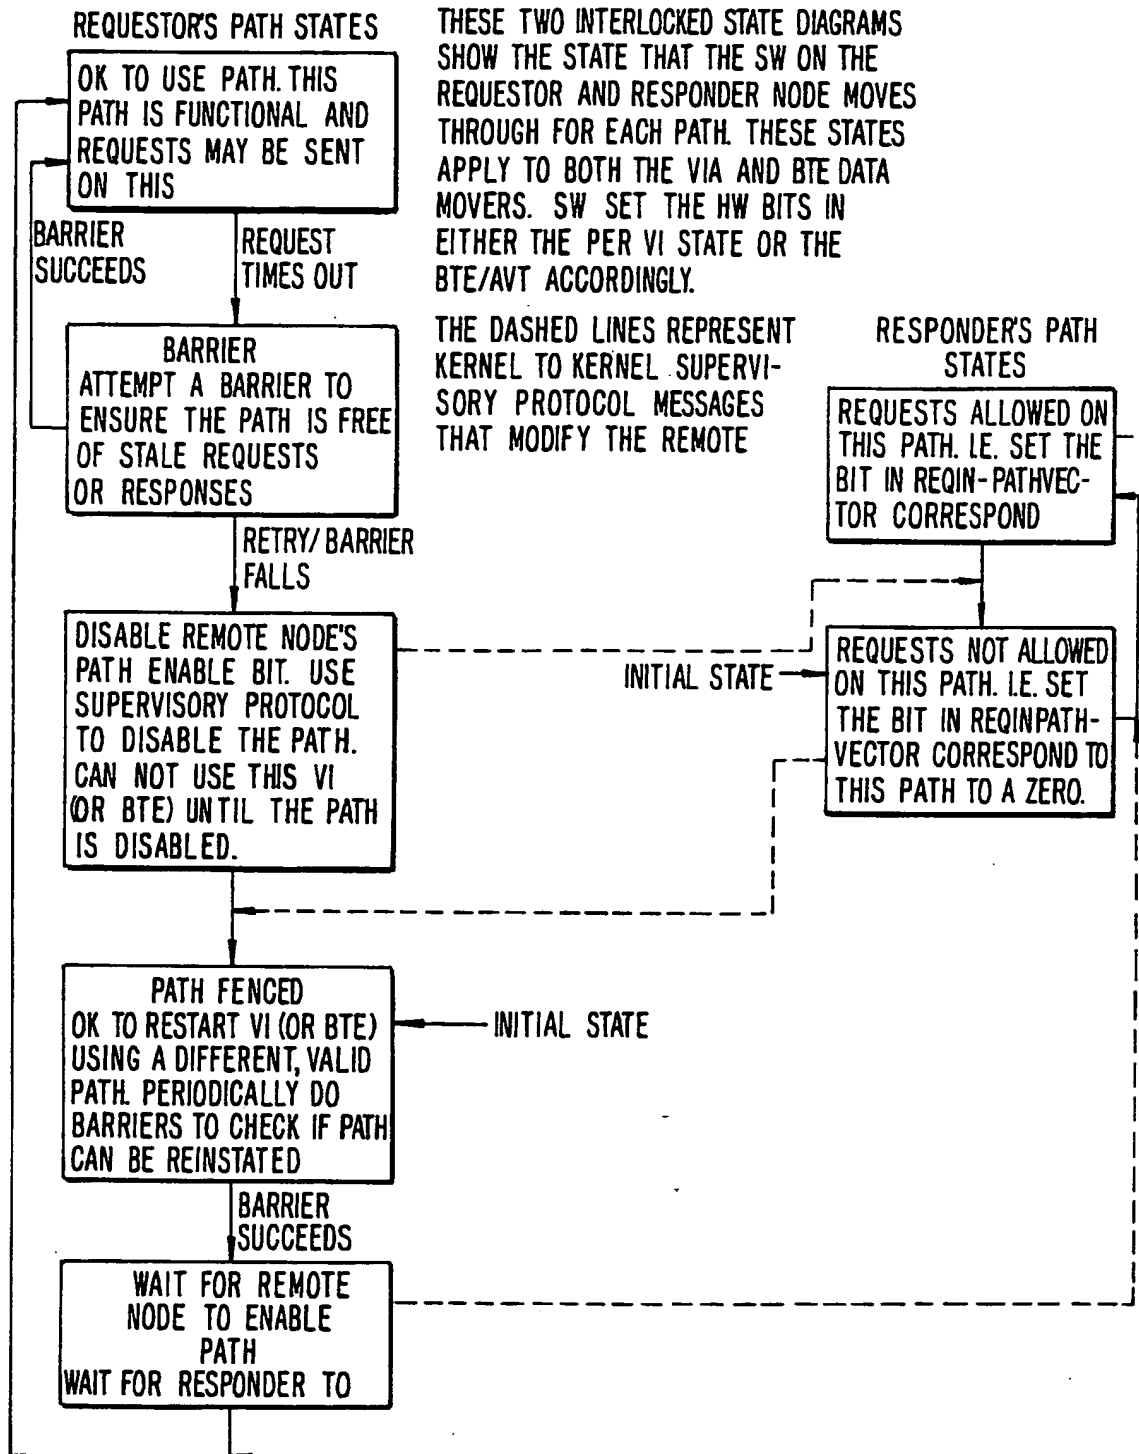 REQUESTOR'S PATH STATES
OK TO USE PATH. THIS
PATH IS FUNCTIONAL AND
REQUESTS MAY BE SENT
ON THIS
THESE TWO INTERLOCKED STATE DIAGRAMS
SHOW THE STATE THAT THE SW ON THE
REQUESTOR AND RESPONDER NODE MOVES
THROUGH FOR EACH PATH. THESE STATES
APPLY TO BOTH THE VIA AND BTE DATA
MOVERS. SW SET THE HW BITS IN
EITHER THE PER VI STATE OR THE
BTE/AVT ACCORDINGLY.
BARRIER
SUCCEEDS
REQUEST
TIMES OUT
BARRIER
ATTEMPT A BARRIER TO
ENSURE THE PATH IS FREE
OF STALE REQUESTS
OR RESPONSES
THE DASHED LINES REPRESENT
KERNEL TO KERNEL SUPERVI-
SORY PROTOCOL MESSAGES
THAT MODIFY THE REMOTE
RESPONDER'S PATH
STATES
REQUESTS ALLOWED ON
THIS PATH. I.E. SET THE
BIT IN REQIN-PATHVEC-
TOR CORRESPOND
RETRY/BARRIER
FALLS
DISABLE REMOTE NODE'S
PATH ENABLE BIT. USE
SUPERVISORY PROTOCOL
TO DISABLE THE PATH.
CAN NOT USE THIS VI
(OR BTE) UNTIL THE PATH
IS DISABLED.
INITIAL STATE
REQUESTS NOT ALLOWED
ON THIS PATH. I.E. SET
THE BIT IN REQINPATH-
VECTOR CORRESPOND TO
THIS PATH TO A ZERO.
PATH FENCED
OK TO RESTART VI (OR BTE)
USING A DIFFERENT, VALID
PATH. PERIODICALLY DO
BARRIERS TO CHECK IF PATH
CAN BE REINSTATED
INITIAL STATE
BARRIER
SUCCEEDS
WAIT FOR REMOTE
NODE TO ENABLE
PATH
WAIT FOR RESPONDER TO